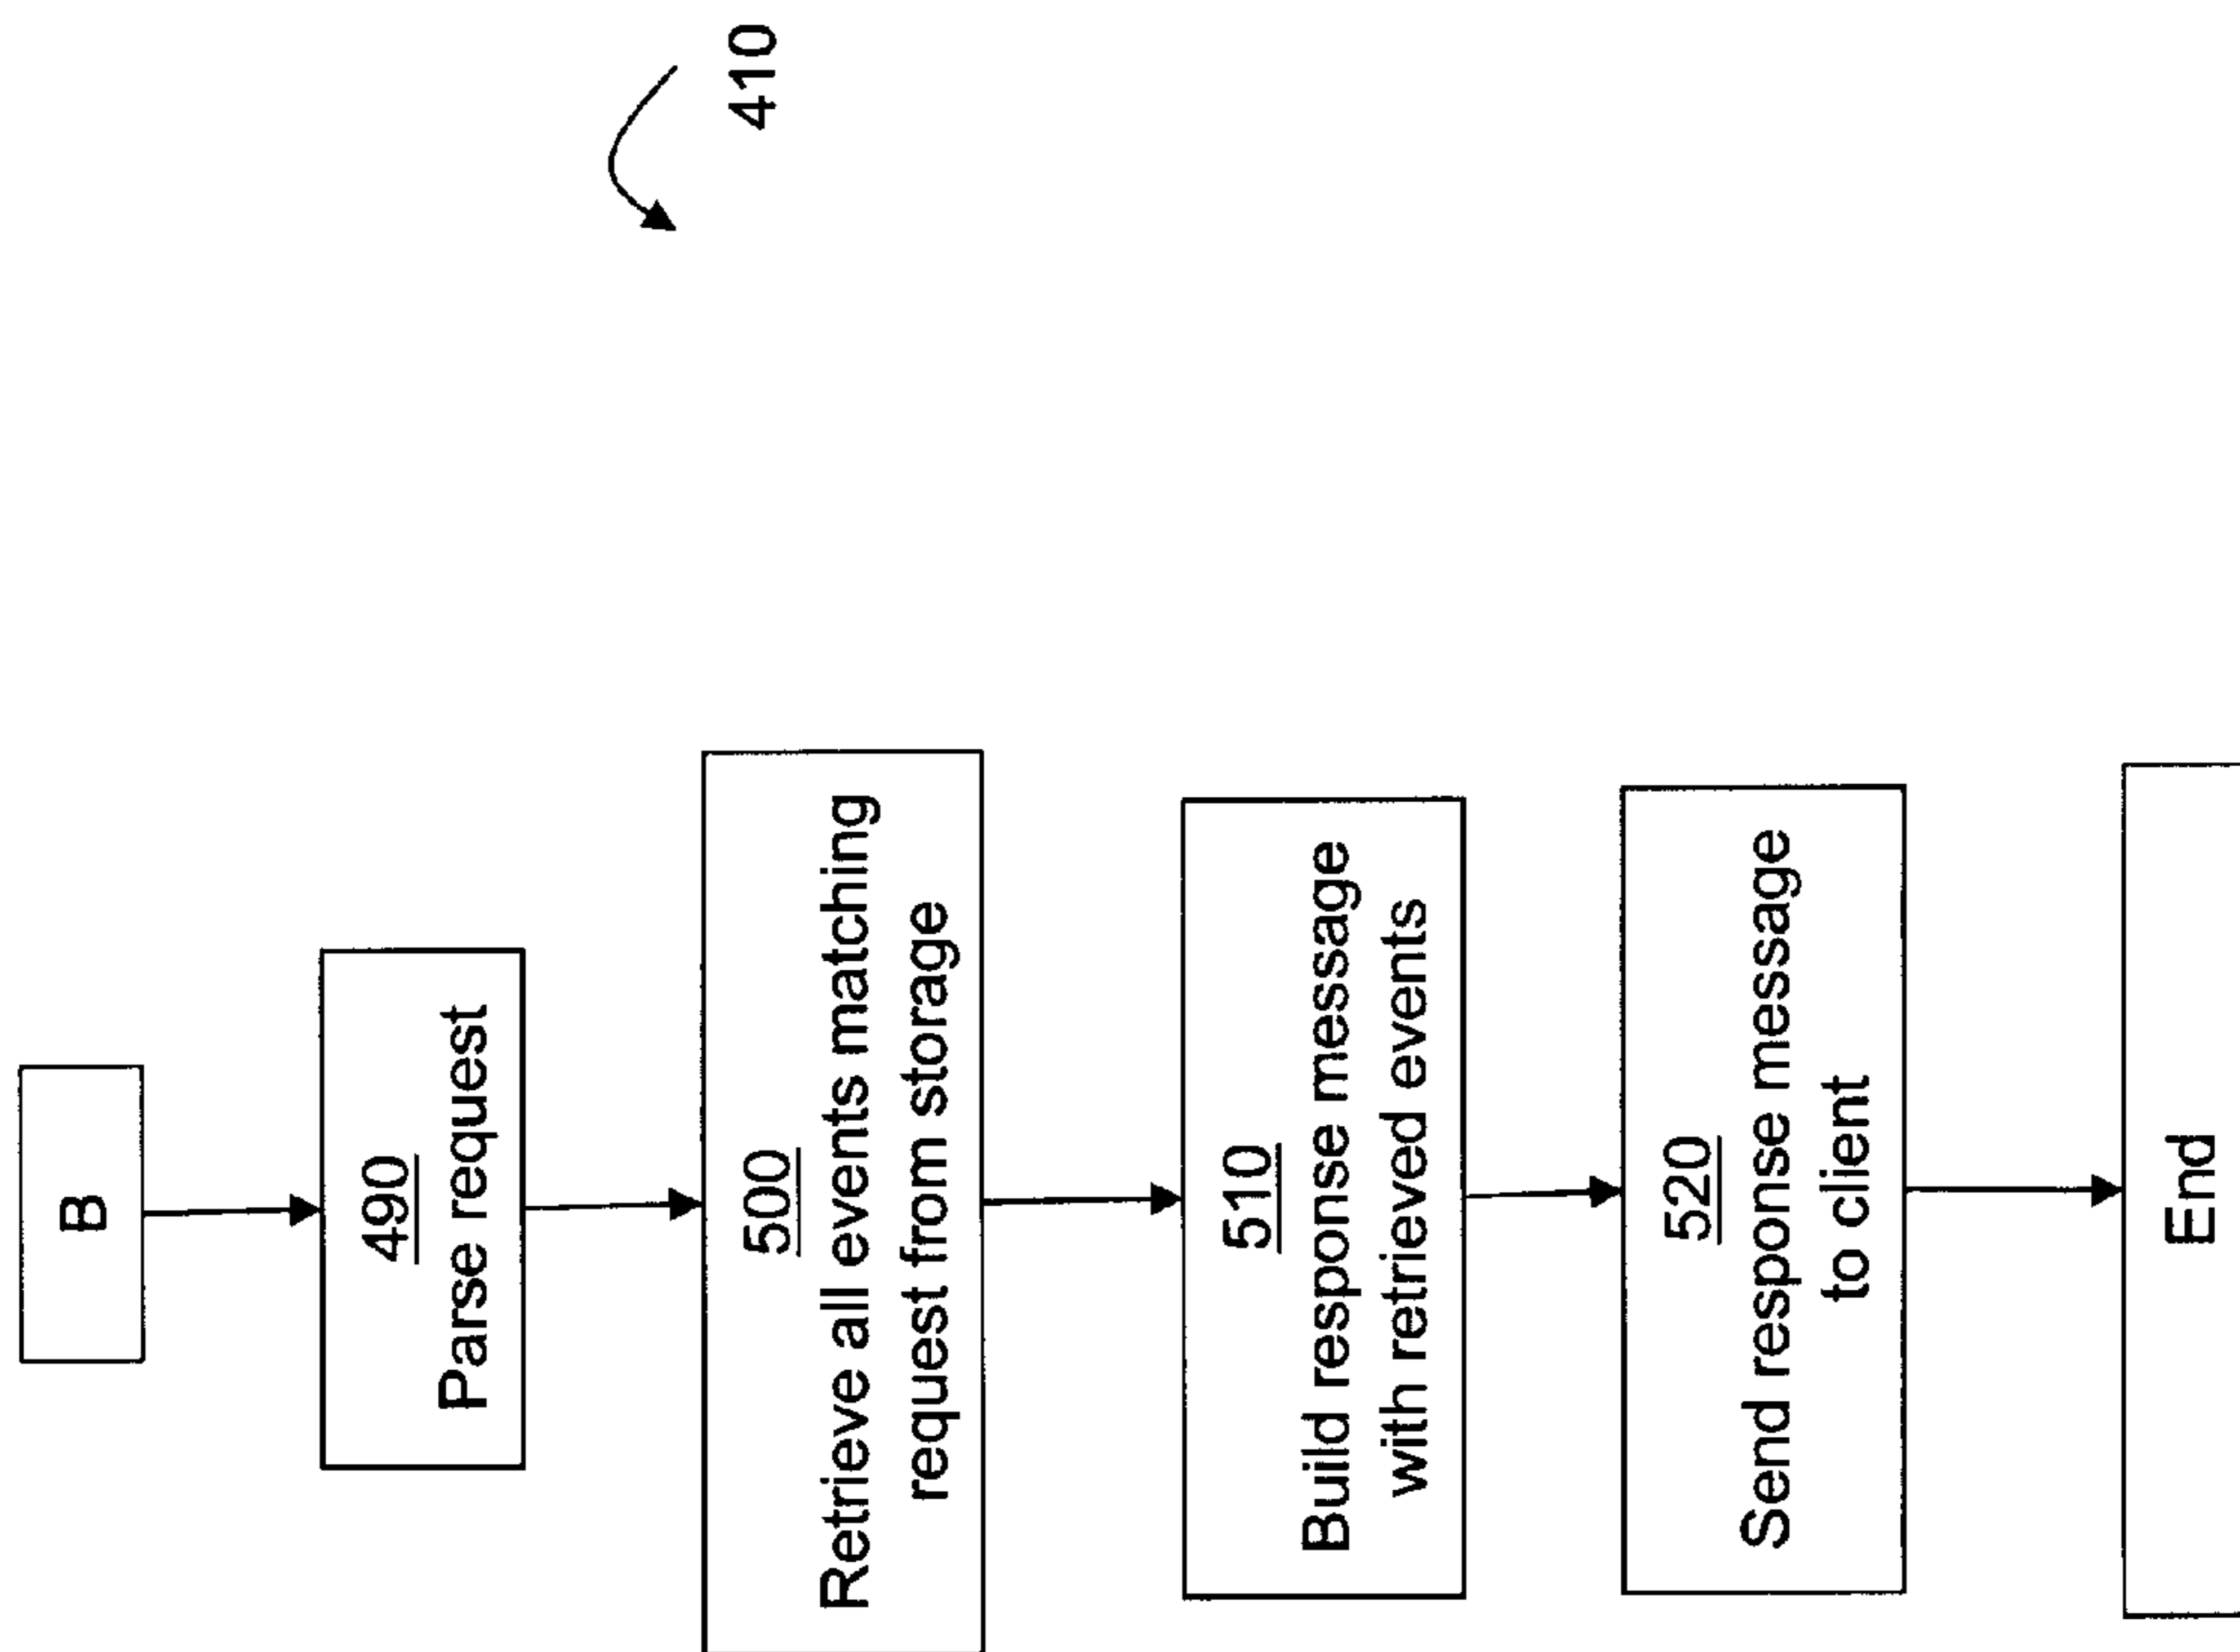 410
B
490
Parse request
500
Retrieve all events matching
request from storage
510
Build response message
with retrieved events
520
Send response message
to client
End